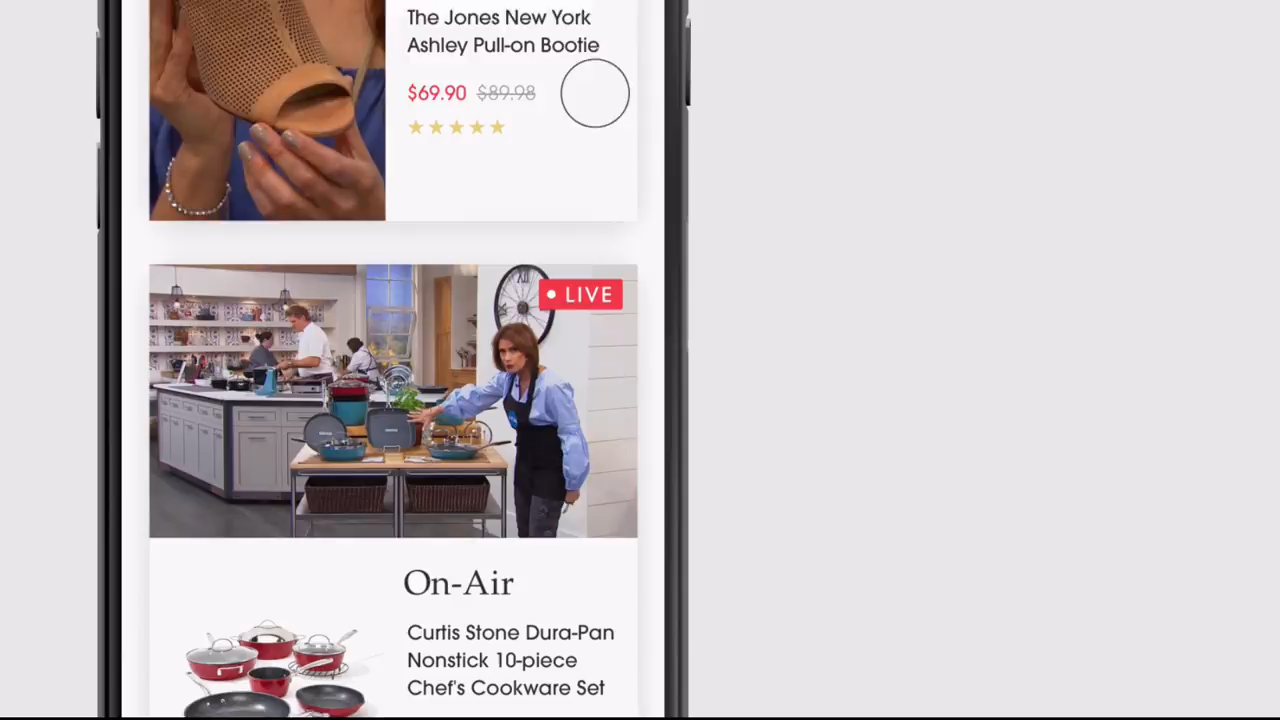 The Jones New York
Ashley Pull-on Bootie
$69.90 $89.98
LIVE
On-Air
Curtis Stone Dura-Pan
Nonstick 10-piece
Chef's Cookware Set